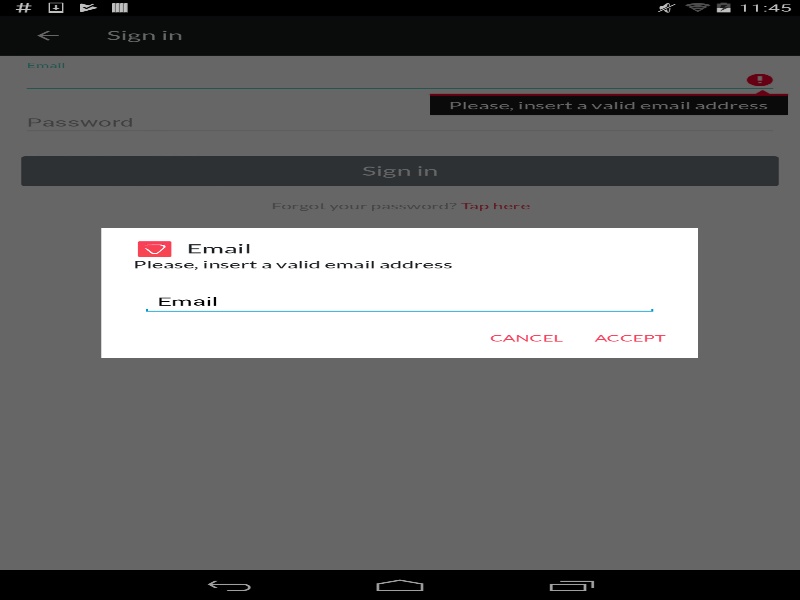 11:45
Sign in
Email
Please, insert a valid email address
Password
Sign in
Forgot your password? Tap here
Email
Please, insert a valid email address
Email
CANCEL ACCEPT